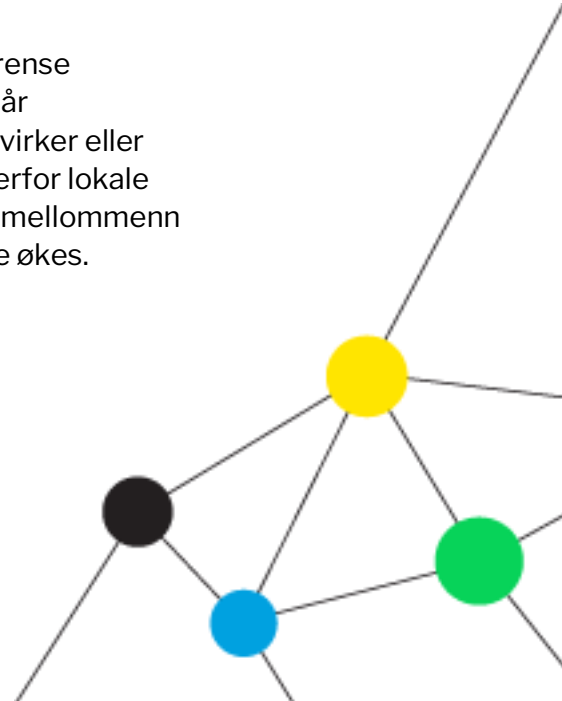 rense
år
virker eller
erfor lokale
mellommenn
e økes.